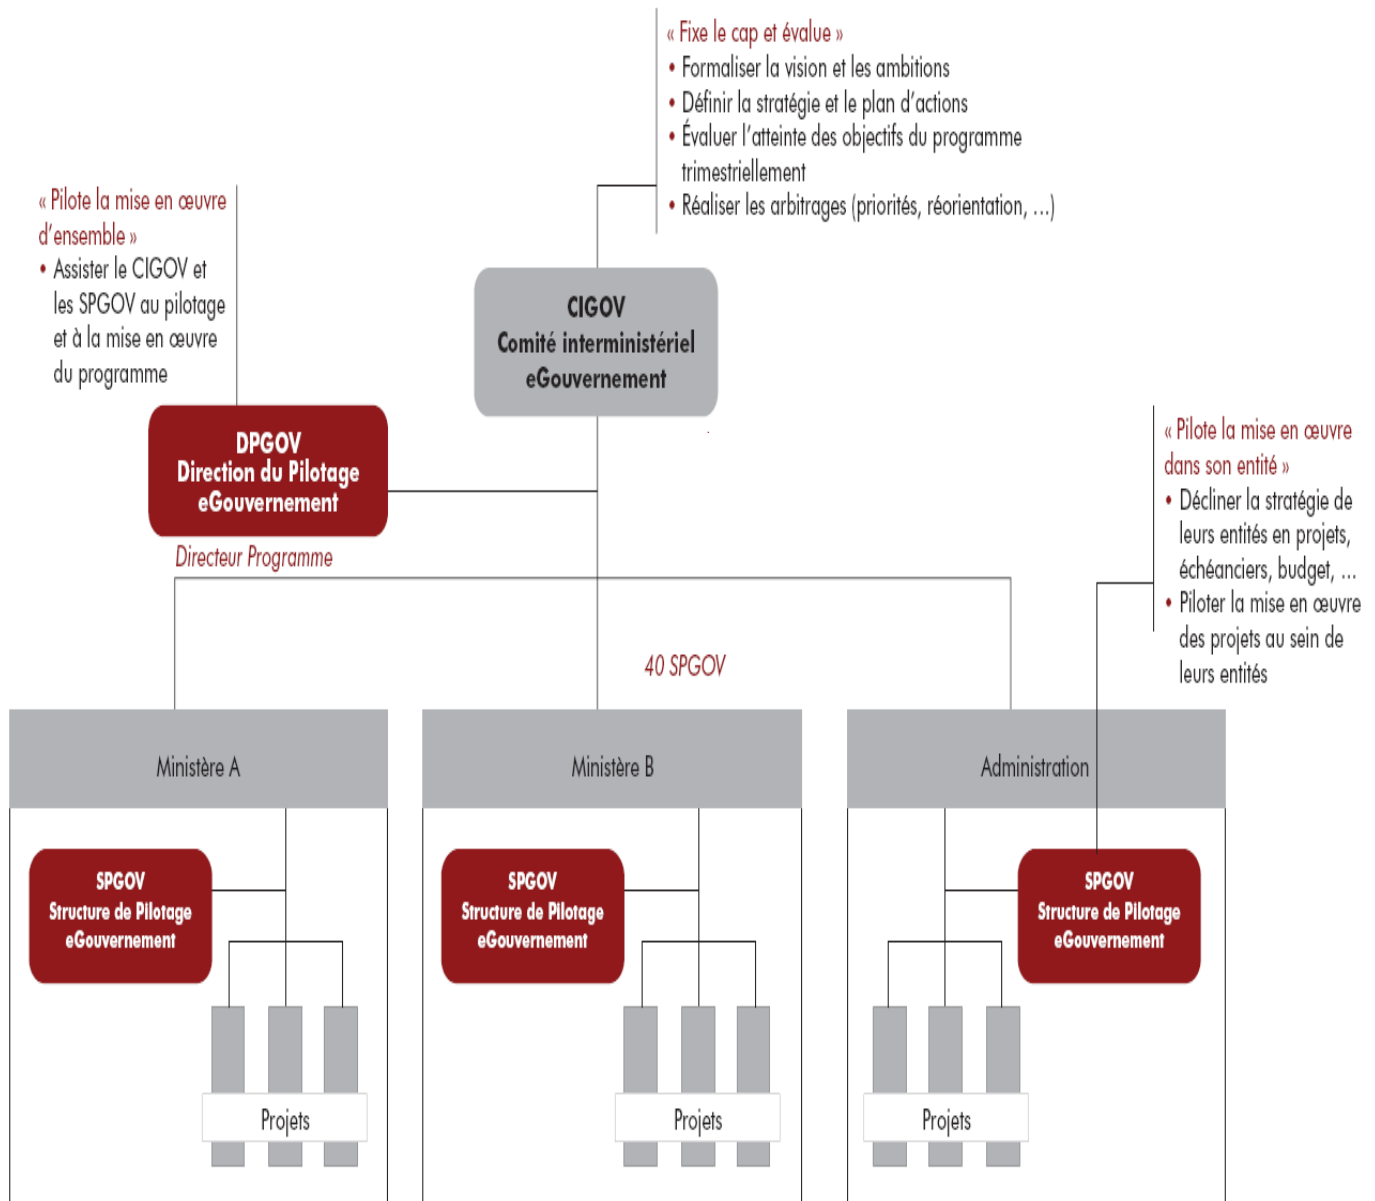 « Fixe le cap et évalue »
• Formaliser la vision et les ambitions
• Définir la stratégie et le plan d’actions
• Évaluer l’atteinte des objectifs du programme
trimestriellement
• Réaliser les arbitrages (priorités, réorientation, ...)
« Pilote la mise en œuvre
d’ensemble »
• Assister le CIGOV et
les SPGOV au pilotage
et à la mise en œuvre
du programme
CIGOV
Comité interministériel
eGouvernement
DPGOV
Direction du Pilotage
eGouvernement
Directeur Programme
« Pilote la mise en œuvre
dans son entité »
• Décliner la stratégie de
leurs entités en projets,
échéanciers, budget, ...
• Piloter la mise en œuvre
des projets au sein de
leurs entités
40 SPGOV
Ministère A
Ministère B
Administration
SPGOV
Structure de Pilotage
eGouvernement
SPGOV
Structure de Pilotage
eGouvernement
SPGOV
Structure de Pilotage
eGouvernement
Projets
Projets
Projets